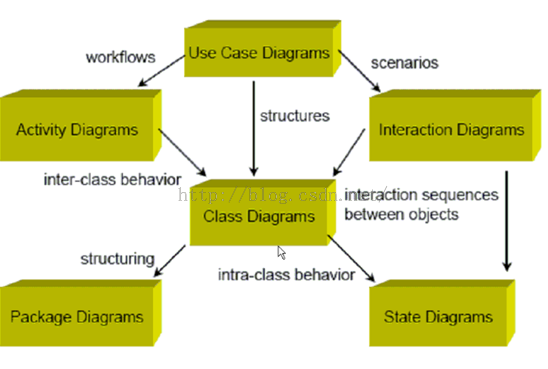 Use Case Diagrams
workflows
scenarios
Activity Diagrams
structures
Interaction Diagrams
inter-class behavior
http://blog.csdn.net/
interaction sequences
between objects
Class Diagrams
structuring
intra-class behavior
Package Diagrams
State Diagrams